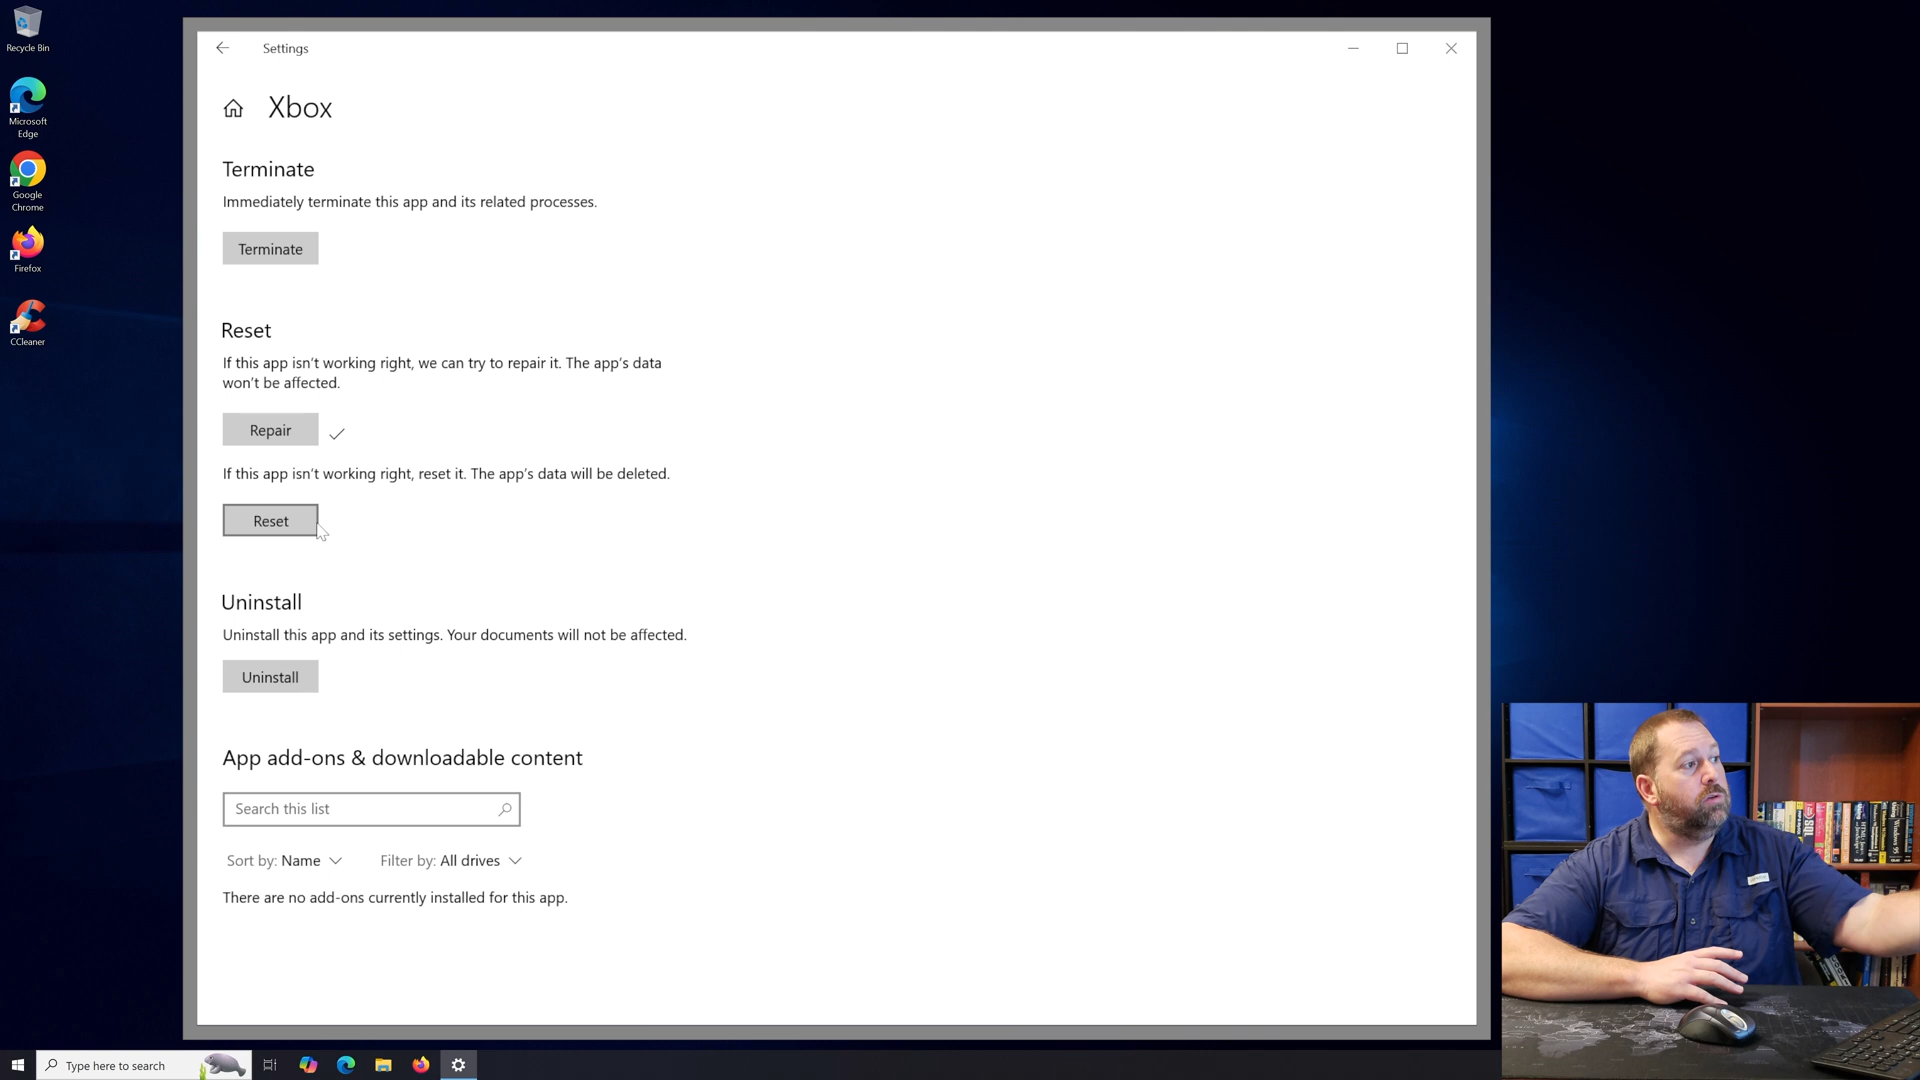 Recycle Bin
Microsoft
Edge
Google
Chrome
Firefox
CCleaner
Settings
Xbox
Terminate
Immediately terminate this app and its related processes.
Terminate
Reset
If this app isn't working right, we can try to repair it. The app's data
won't be affected.
Repair
If this app isn't working right, reset it. The app's data will be deleted.
Reset
Uninstall
Uninstall this app and its settings. Your documents will not be affected.
Uninstall
App add-ons & downloadable content
Search this list
Sort by: Name
Filter by: All drives
There are no add-ons currently installed for this app.
Type here to search